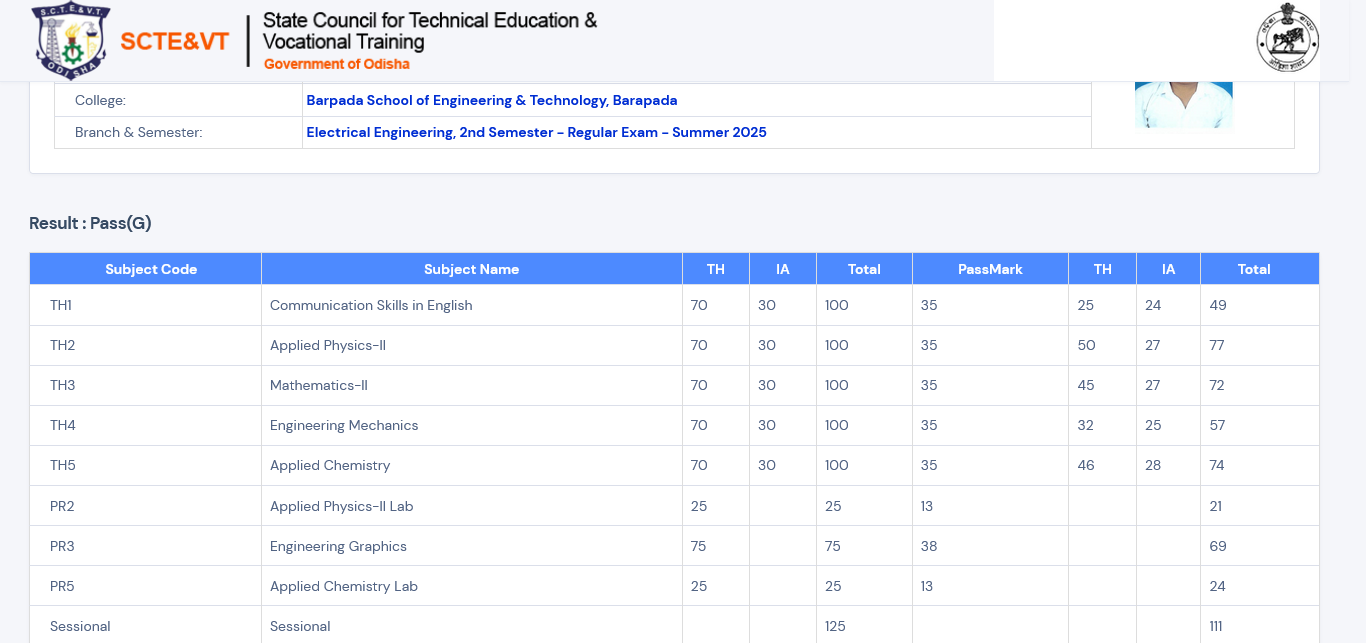 S.C.T.E.&V.T.
ODISHA
SCTE&VT
State Council for Technical Education &
Vocational Training
Government of Odisha
College: Barpada School of Engineering & Technology, Barapada
Branch & Semester: Electrical Engineering, 2nd Semester - Regular Exam - Summer 2025
Result : Pass(G)
Subject Code Subject Name TH IA Total PassMark TH IA Total
TH1 Communication Skills in English 70 30 100 35 25 24 49
TH2 Applied Physics-II 70 30 100 35 50 27 77
TH3 Mathematics-II 70 30 100 35 45 27 72
TH4 Engineering Mechanics 70 30 100 35 32 25 57
TH5 Applied Chemistry 70 30 100 35 46 28 74
PR2 Applied Physics-II Lab 25 25 13 21
PR3 Engineering Graphics 75 75 38 69
PR5 Applied Chemistry Lab 25 25 13 24
Sessional Sessional 125 111